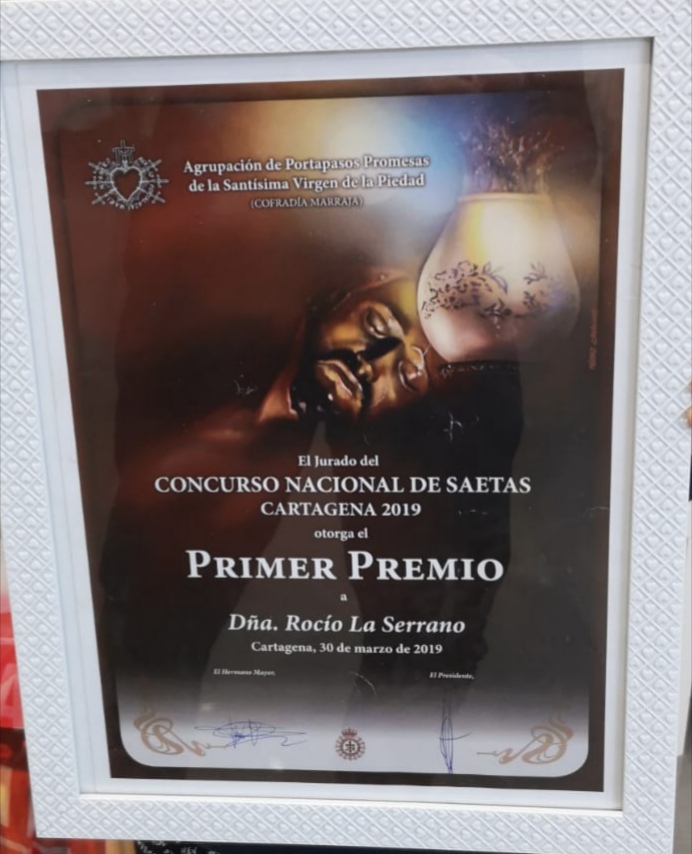 Agrupación de Portapasos Promesas
de la Santísima Virgen de la Piedad
(COFRADÍA MARRAJA)
El Jurado del
CONCURSO NACIONAL DE SAETAS
CARTAGENA 2019
otorga el
PRIMER PREMIO
a
Dña. Rocío La Serrano
Cartagena, 30 de marzo de 2019
El Hermano Mayor,
El Presidente,